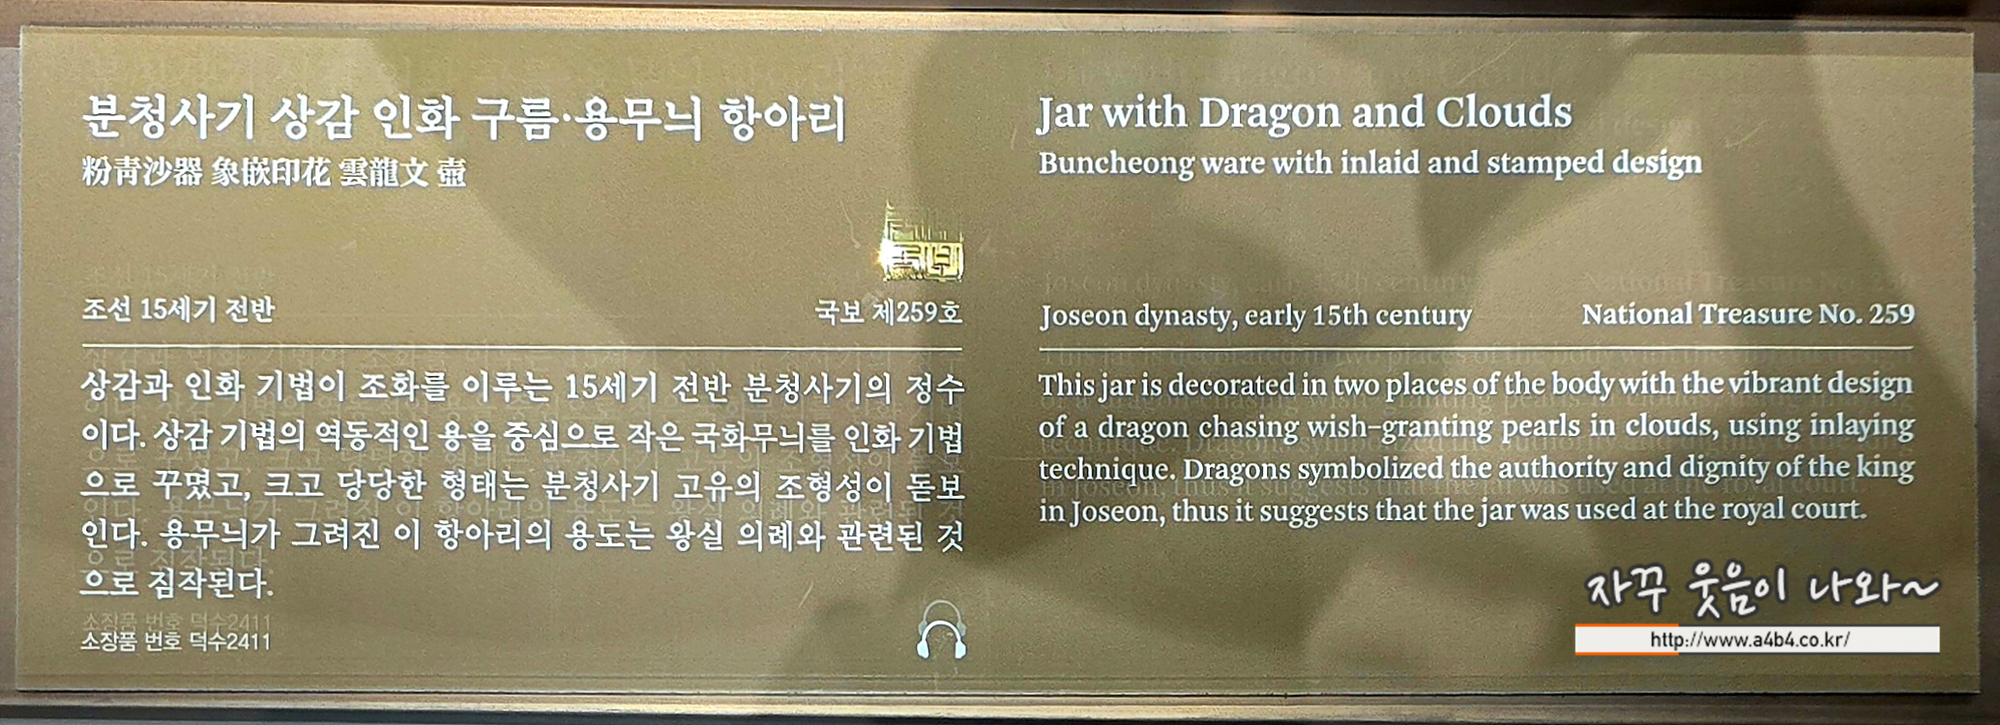 분청사기 상감 인화 구름·용무늬 항아리
粉靑沙器 象嵌印花 雲龍文 壺
국보
조선 15세기 전반
국보 제259호
상감과 인화 기법이 조화를 이루는 15세기 전반 분청사기의 정수
이다. 상감 기법의 역동적인 용을 중심으로 작은 국화무늬를 인화 기법
으로 꾸몄고, 크고 당당한 형태는 분청사기 고유의 조형성이 돋보
인다. 용무늬가 그려진 이 항아리의 용도는 왕실 의례와 관련된 것
으로 짐작된다.
소장품 번호 덕수2411
Jar with Dragon and Clouds
Buncheong ware with inlaid and stamped design
Joseon dynasty, early 15th century
National Treasure No. 259
This jar is decorated in two places of the body with the vibrant design
of a dragon chasing wish-granting pearls in clouds, using inlaying
technique. Dragons symbolized the authority and dignity of the king
in Joseon, thus it suggests that the jar was used at the royal court.
자꾸 웃음이 나와~
http://www.a4b4.co.kr/